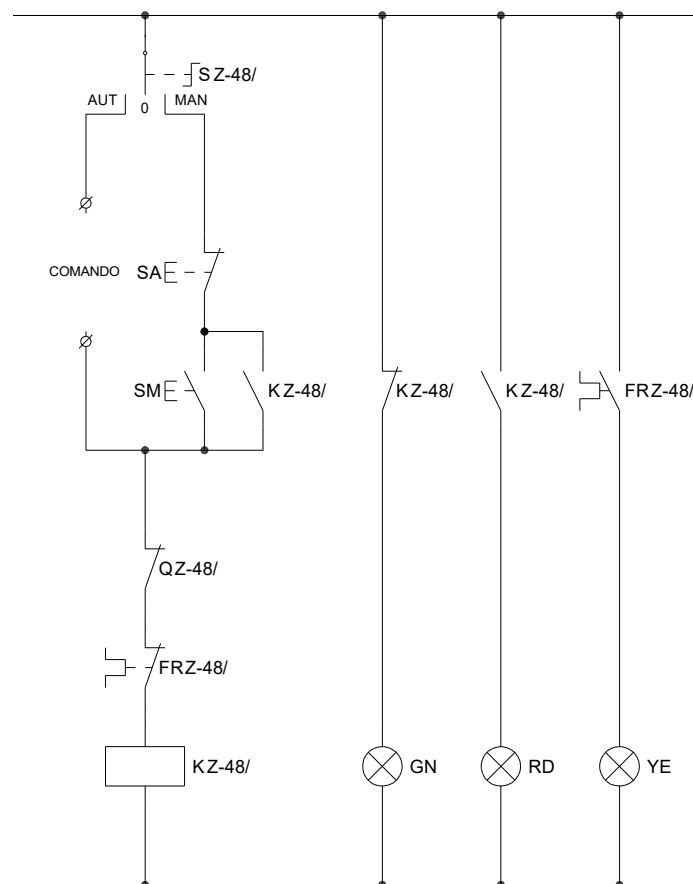 SZ-48/
AUT
0
MAN
COMANDO
SA
SM
KZ-48/
KZ-48/
KZ-48/
FRZ-48/
QZ-48/
FRZ-48/
KZ-48/
GN
RD
YE